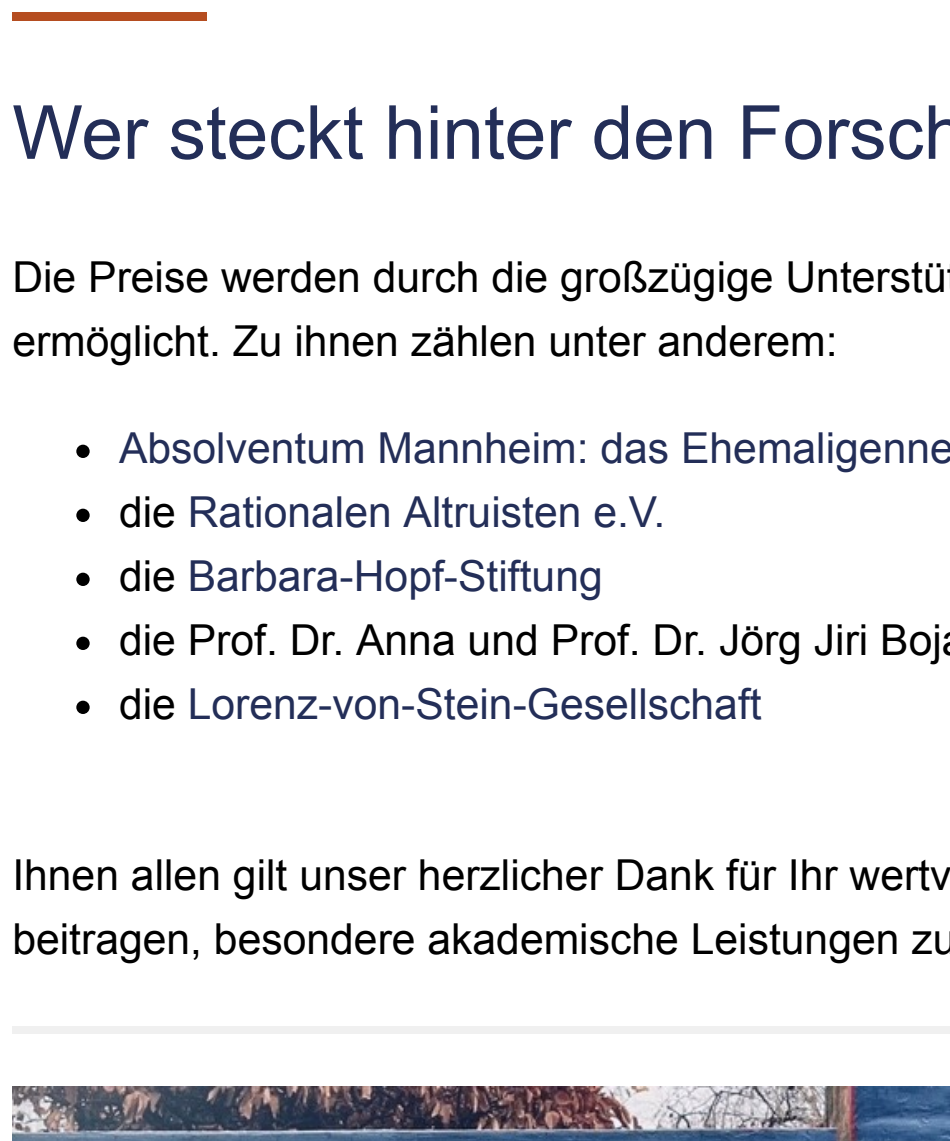 Wer steckt hinter den Forsch
Die Preise werden durch die großzügige Unterstüt
ermöglicht. Zu ihnen zählen unter anderem:
Absolventum Mannheim: das Ehemaligenne
die Rationalen Altruisten e.V.
die Barbara-Hopf-Stiftung
die Prof. Dr. Anna und Prof. Dr. Jörg Jiri Boja
die Lorenz-von-Stein-Gesellschaft
Ihnen allen gilt unser herzlicher Dank für Ihr wertv
beitragen, besondere akademische Leistungen zu